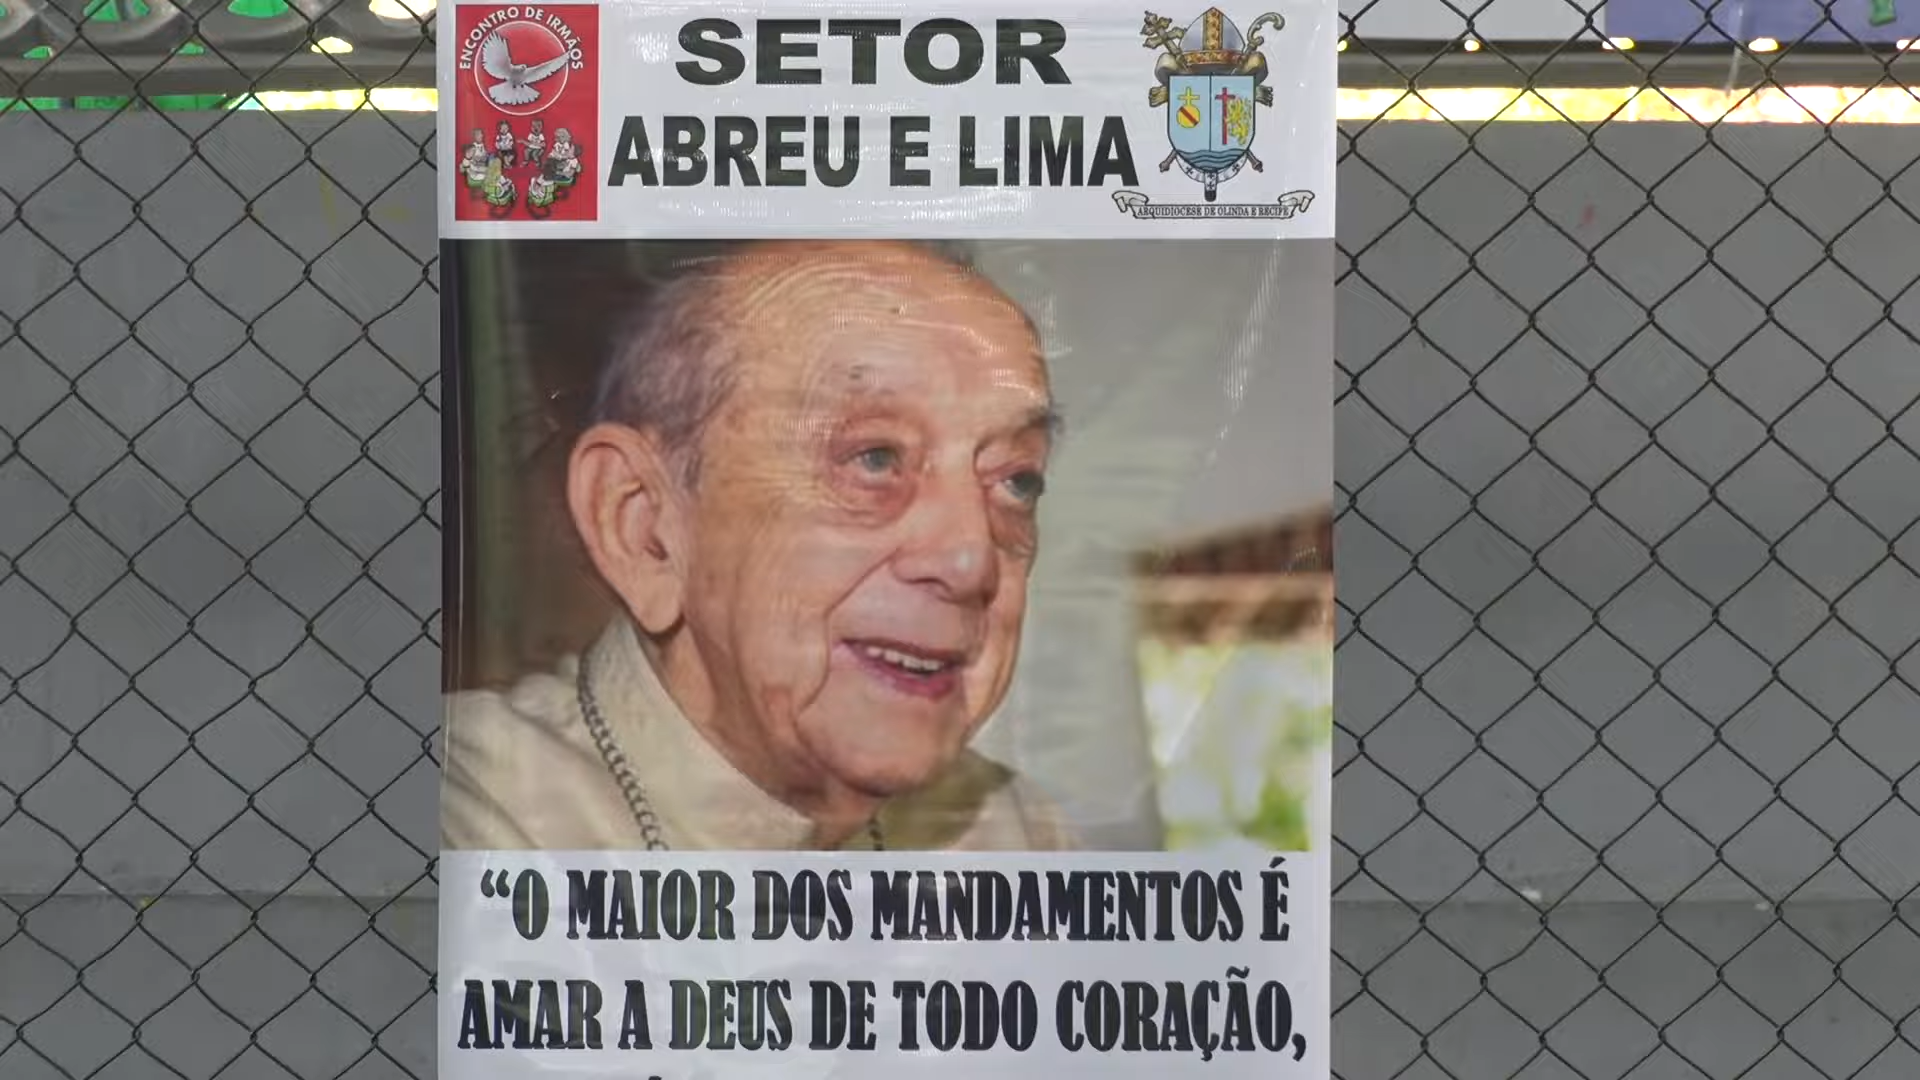 ENCONTRO DE IRMÃOS
SETOR
ABREU E LIMA
ARQUIDIOCESE DE OLINDA E RECIFE
“O MAIOR DOS MANDAMENTOS É
AMAR A DEUS DE TODO CORAÇÃO,